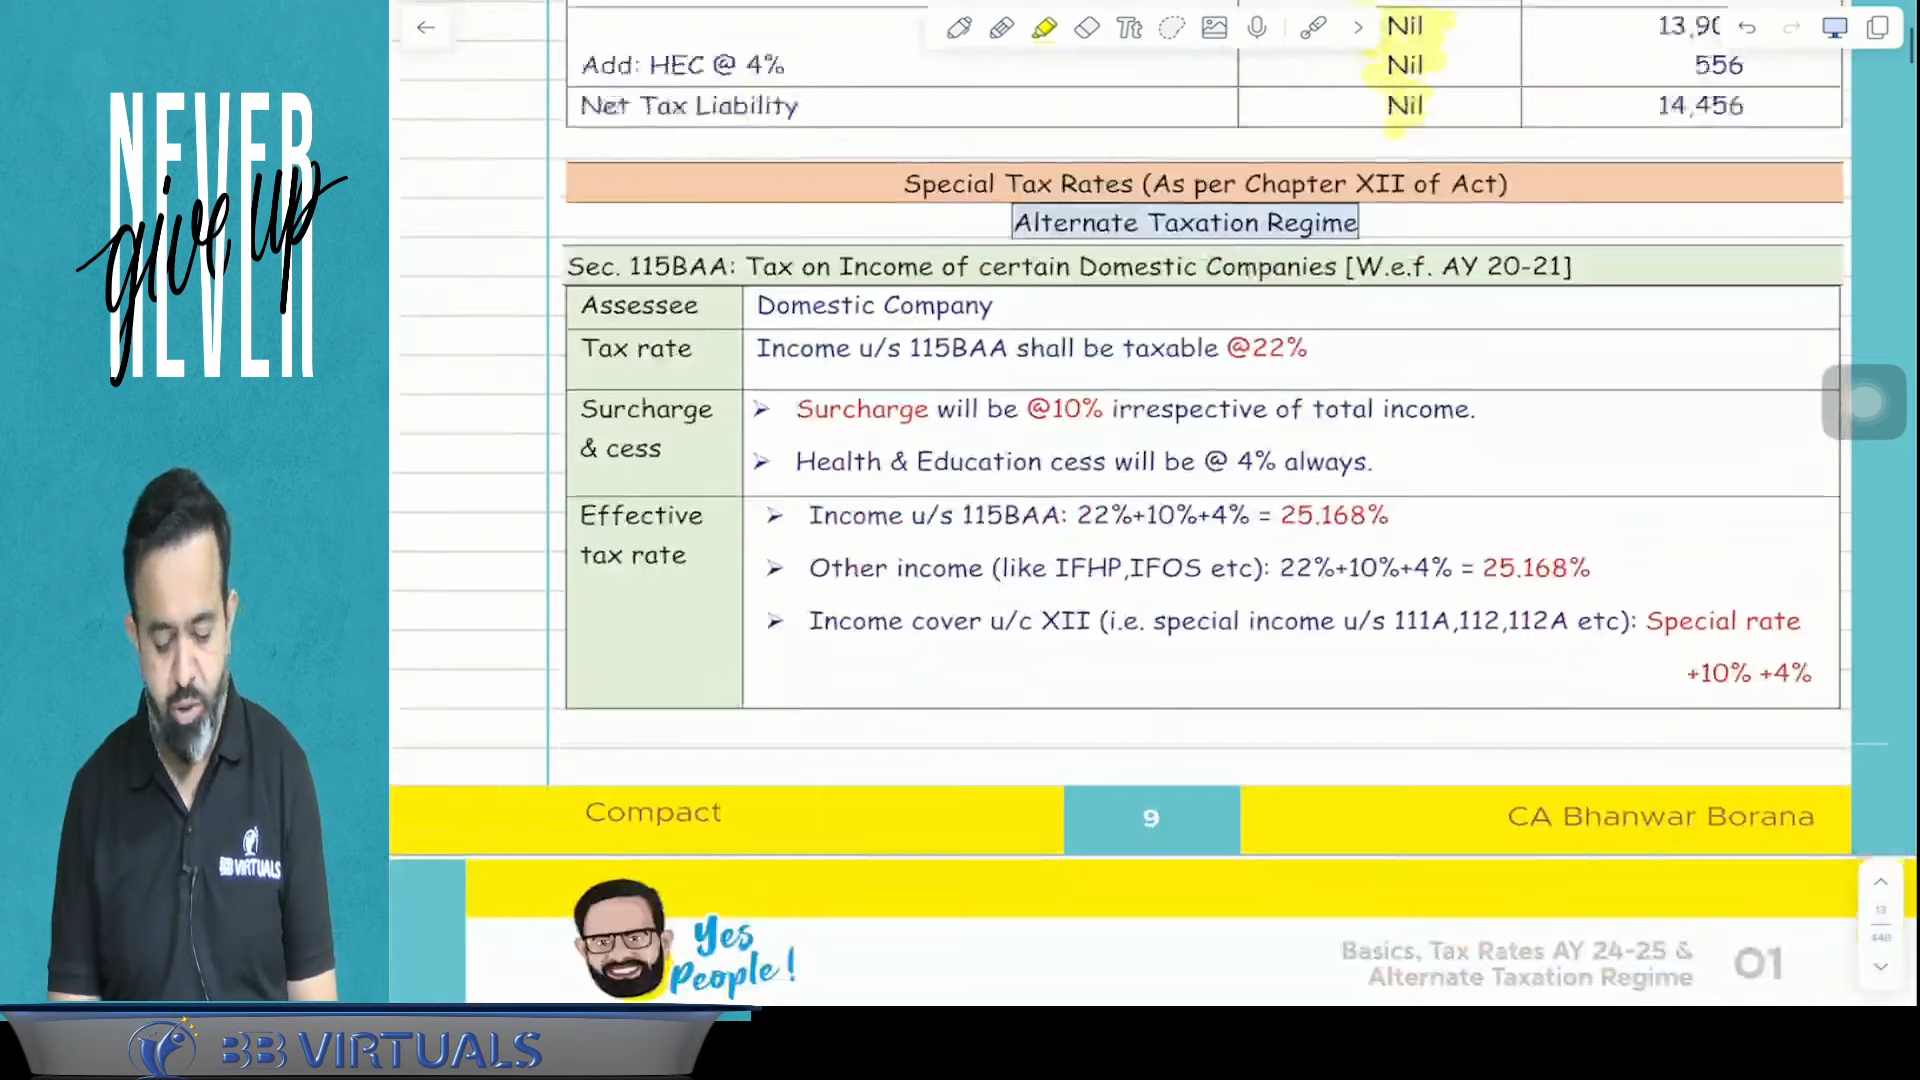 NEVER
give up
NEVER
Nil
Add: HEC @ 4% Nil 556
Net Tax Liability Nil 14,456
Special Tax Rates (As per Chapter XII of Act)
Alternate Taxation Regime
Sec. 115BAA: Tax on Income of certain Domestic Companies [W.e.f. AY 20-21]
Assessee Domestic Company
Tax rate Income u/s 115BAA shall be taxable @22%
Surcharge & cess
➢ Surcharge will be @10% irrespective of total income.
➢ Health & Education cess will be @ 4% always.
Effective tax rate
➢ Income u/s 115BAA: 22%+10%+4% = 25.168%
➢ Other income (like IFHP,IFOS etc): 22%+10%+4% = 25.168%
➢ Income cover u/c XII (i.e. special income u/s 111A,112,112A etc): Special rate
+10% +4%
Compact 9 CA Bhanwar Borana
Yes
People!
Basics, Tax Rates AY 24-25 &
Alternate Taxation Regime
01
13
448
BB VIRTUALS
BB VIRTUALS
Tt